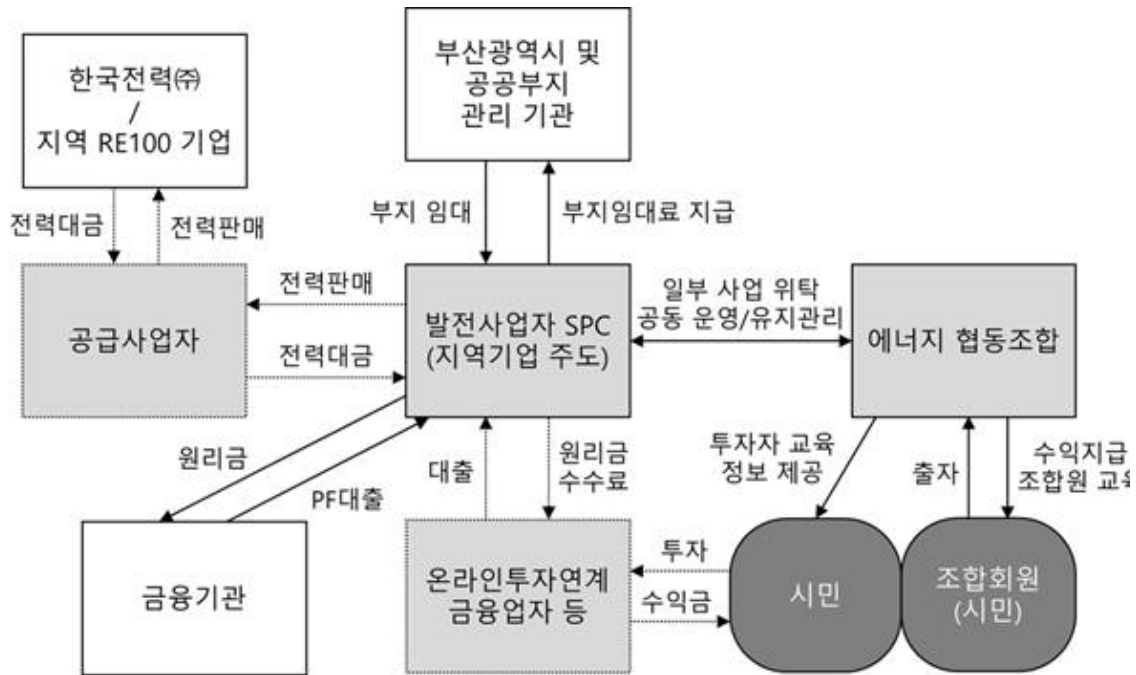 한국전력㈜
/
지역 RE100 기업
부산광역시 및
공공부지
관리 기관
전력대금
전력판매
부지 임대
부지임대료 지급
공급사업자
전력판매
전력대금
발전사업자 SPC
(지역기업 주도)
일부 사업 위탁
공동 운영/유지관리
에너지 협동조합
원리금
PF대출
대출
원리금
수수료
투자자 교육
정보 제공
출자
수익지급
조합원 교육
금융기관
온라인투자연계
금융업자 등
투자
수익금
시민
조합회원
(시민)